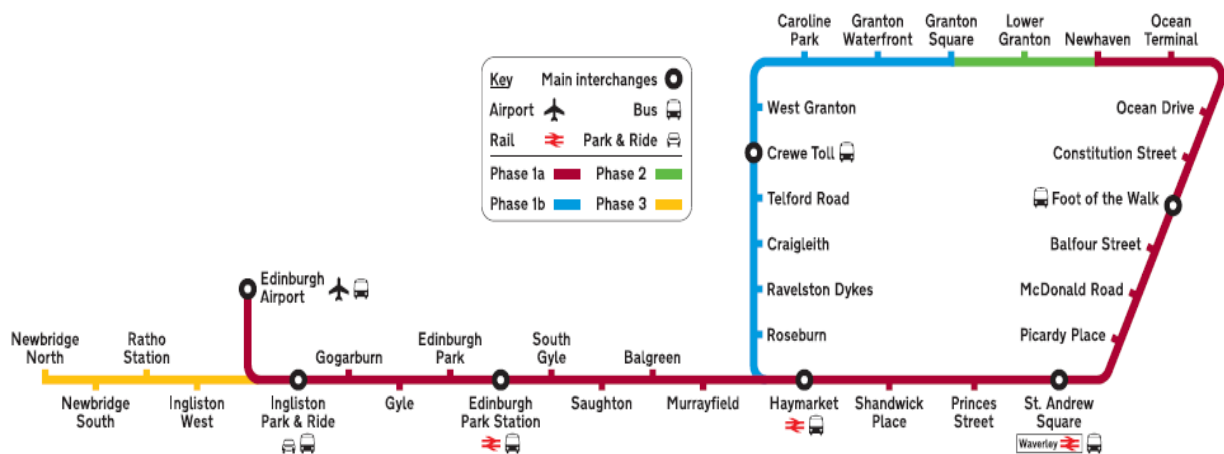 Caroline
Park
Granton
Waterfront
Granton
Square
Lower
Granton
Newhaven
Ocean
Terminal
Key Main interchanges
Airport Bus
Rail Park & Ride
Phase 1a Phase 2
Phase 1b Phase 3
West Granton
Crewe Toll
Telford Road
Craigleith
Ravelston Dykes
Roseburn
Ocean Drive
Constitution Street
Foot of the Walk
Balfour Street
McDonald Road
Picardy Place
Edinburgh
Airport
Newbridge
North
Ratho
Station
Gogarburn
Edinburgh
Park
South
Gyle
Balgreen
Newbridge
South
Ingliston
West
Ingliston
Park & Ride
Gyle
Edinburgh
Park Station
Saughton
Murrayfield
Haymarket
Shandwick
Place
Princes
Street
St. Andrew
Square
Waverley